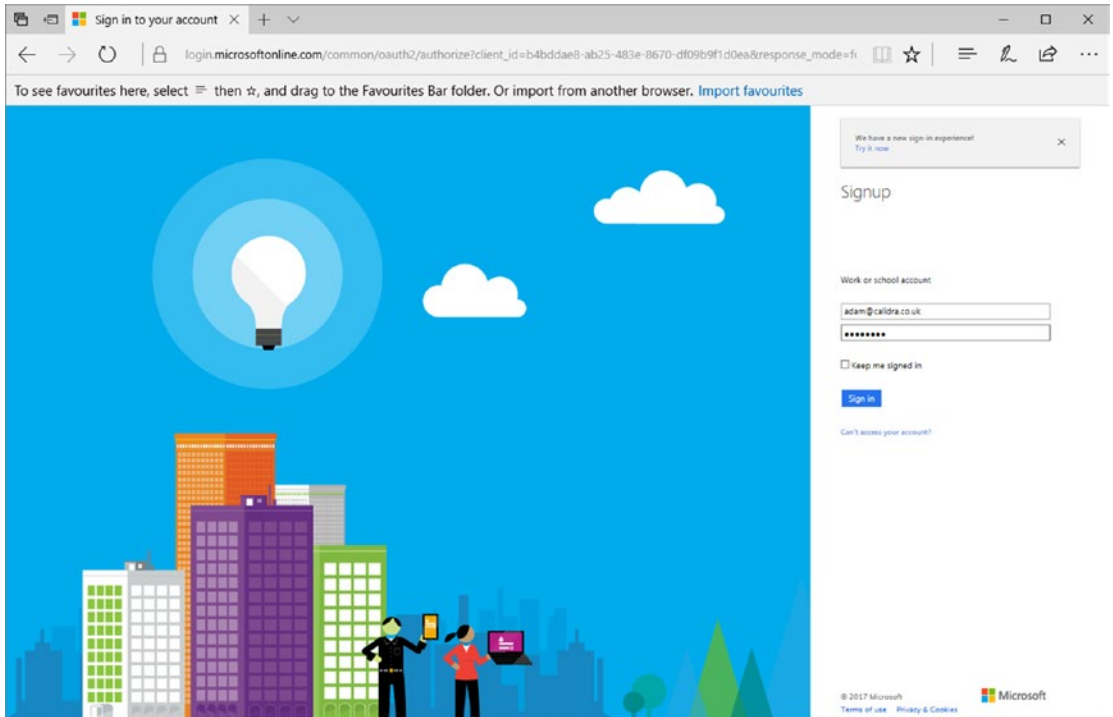 Sign in to your account
login.microsoftonline.com/common/oauth2/authorize?client_id=b4bddae8-ab25-483e-8670-df09b9f1d0ea&response_mode=f
To see favourites here, select then ☆, and drag to the Favourites Bar folder. Or import from another browser. Import favourites
We have a new sign-in experience!
Try it now
Signup
Work or school account
adam@calidra.co.uk
••••••••
Keep me signed in
Sign in
Can't access your account?
© 2017 Microsoft
Terms of use Privacy & Cookies
Microsoft